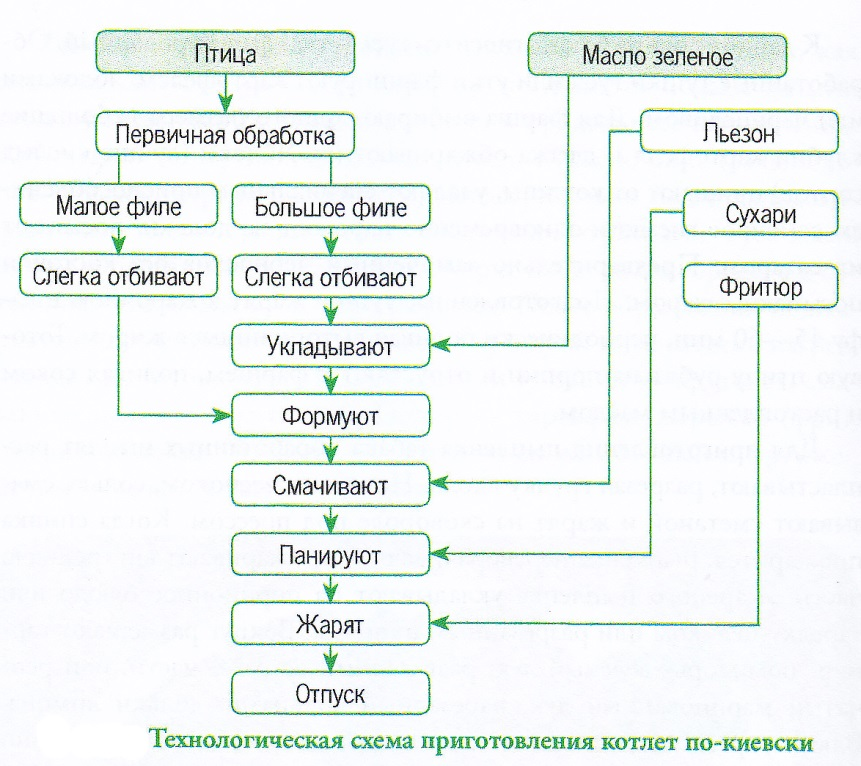 Птица
Масло зеленое
Первичная обработка
Льезон
Малое филе
Большое филе
Сухари
Слегка отбивают
Слегка отбивают
Фритюр
Укладывают
Формуют
Смачивают
Панируют
Жарят
Отпуск
Технологическая схема приготовления котлет по-киевски